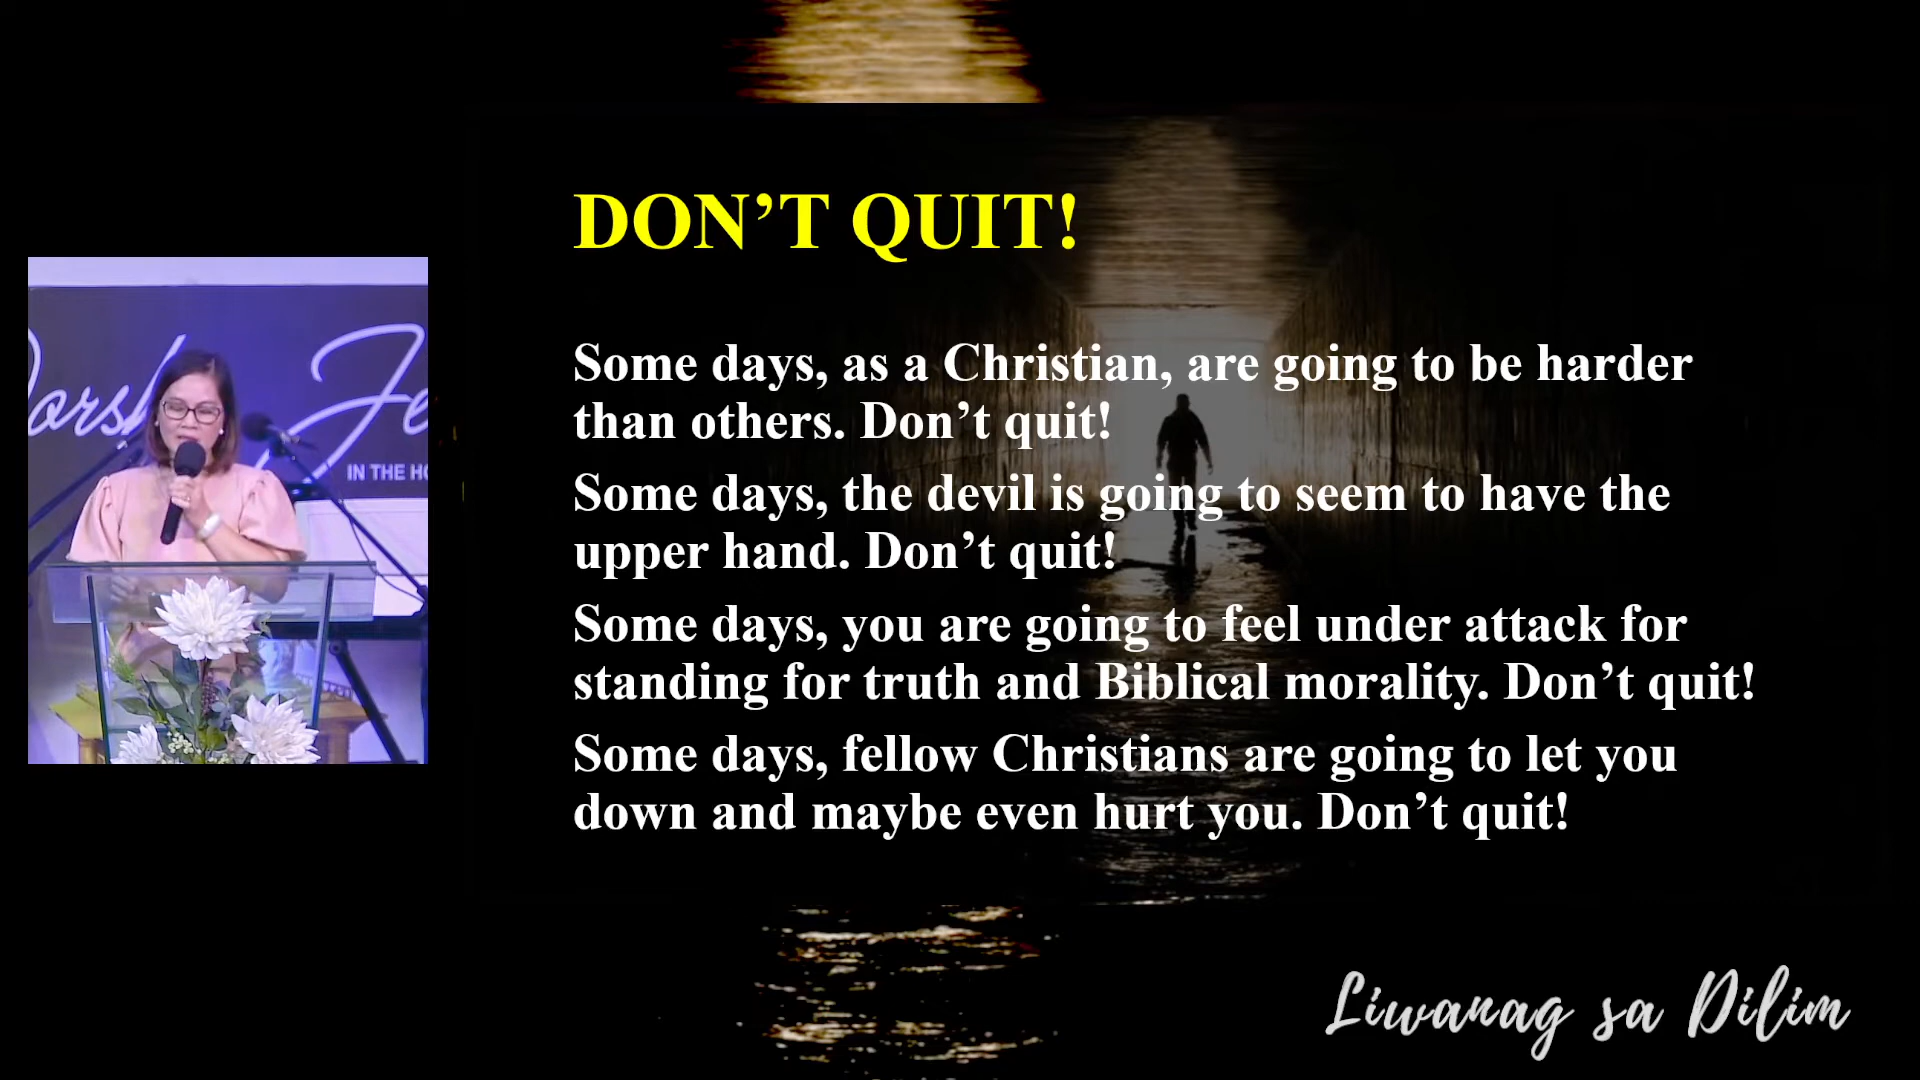 DON’T QUIT!
Some days, as a Christian, are going to be harder
than others. Don’t quit!
Some days, the devil is going to seem to have the
upper hand. Don’t quit!
Some days, you are going to feel under attack for
standing for truth and Biblical morality. Don’t quit!
Some days, fellow Christians are going to let you
down and maybe even hurt you. Don’t quit!
IN THE
Liwanag sa Dilim